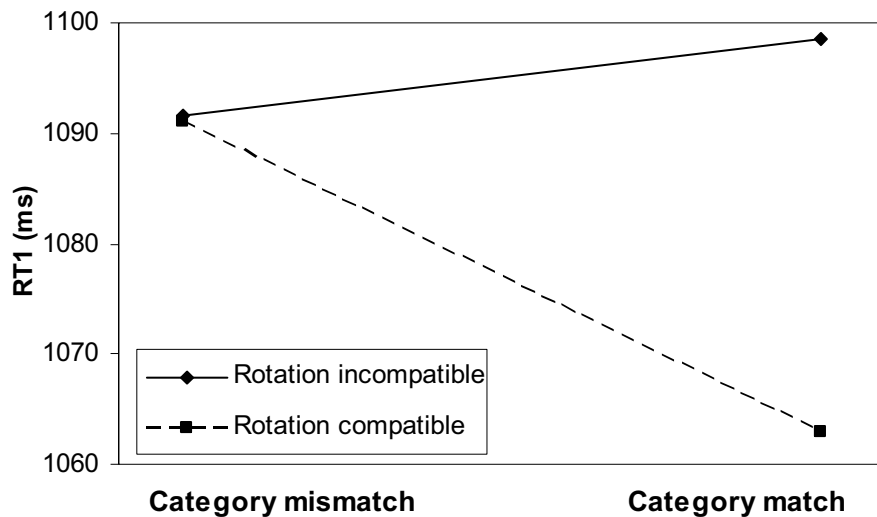 1100
1090
1080
1070
1060
RT1 (ms)
Rotation incompatible
Rotation compatible
Category mismatch
Category match